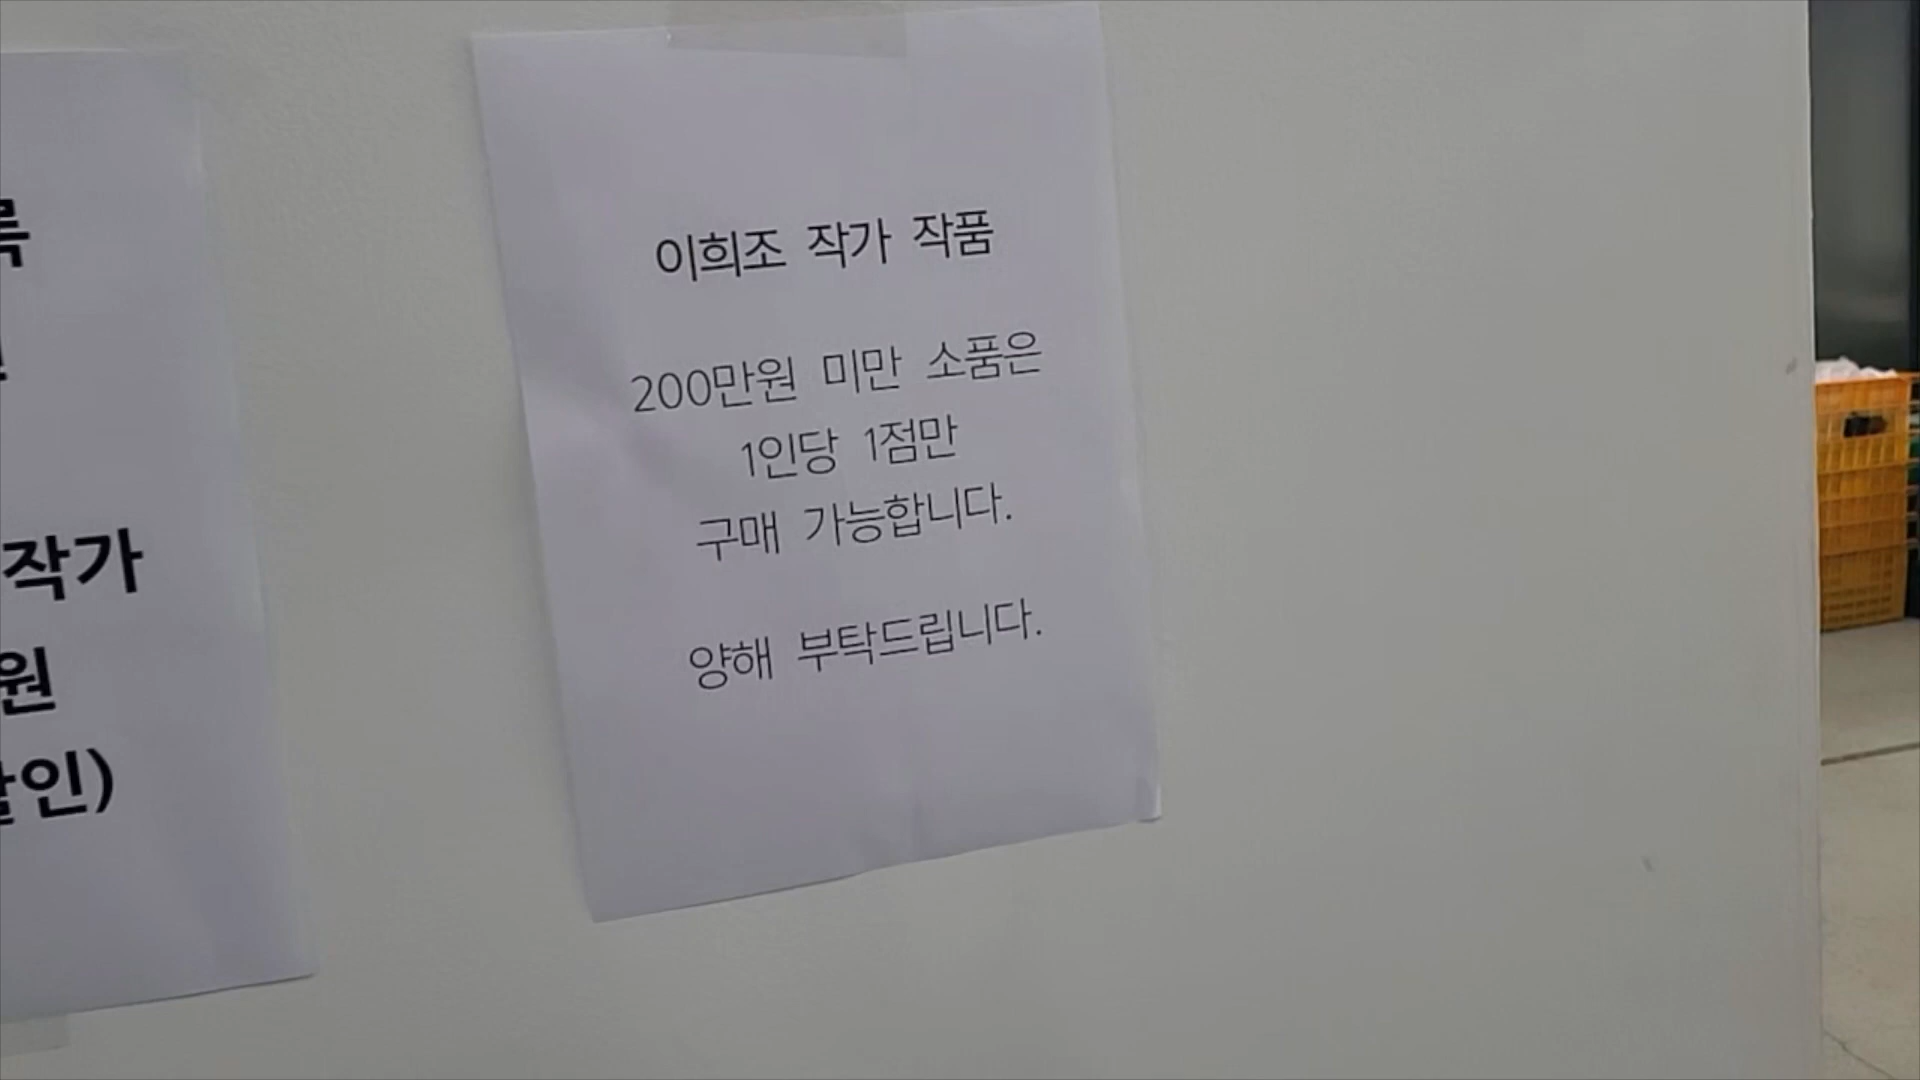 작가
원
인)
이희조 작가 작품
200만원 미만 소품은
1인당 1점만
구매 가능합니다.
양해 부탁드립니다.